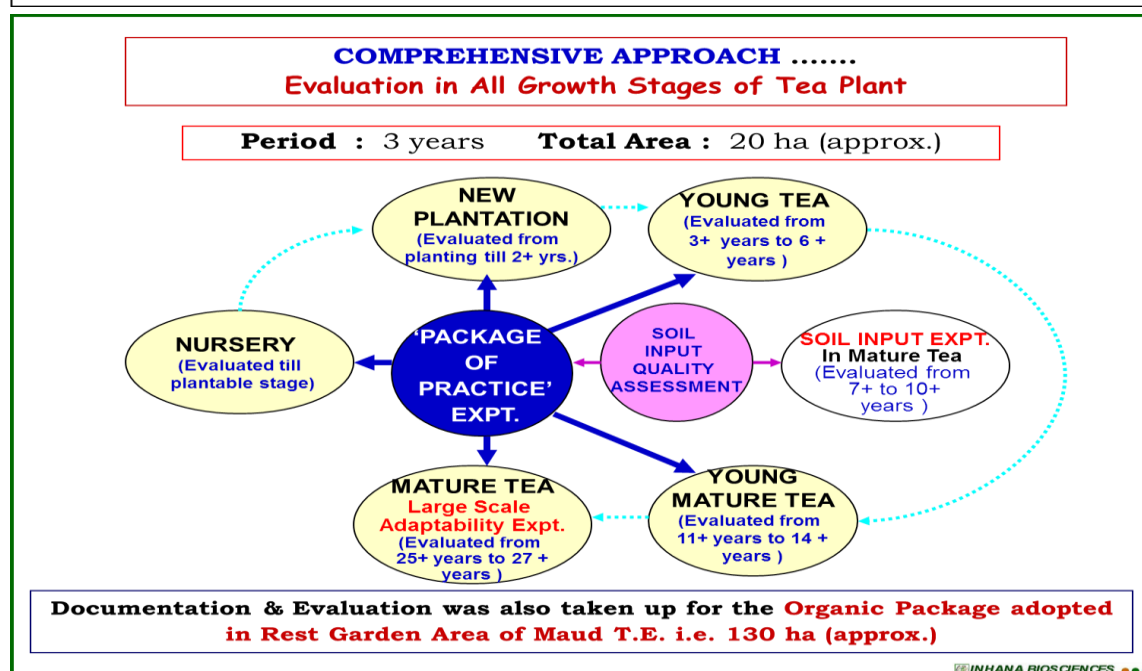 COMPREHENSIVE APPROACH .......
Evaluation in All Growth Stages of Tea Plant
Period : 3 years Total Area : 20 ha (approx.)
NEW
PLANTATION
(Evaluated from
planting till 2+ yrs.)
YOUNG TEA
(Evaluated from
3+ years to 6 +
years )
NURSERY
(Evaluated till
plantable stage)
'PACKAGE
OF
PRACTICE'
EXPT.
SOIL
INPUT
QUALITY
ASSESSMENT
SOIL INPUT EXPT.
In Mature Tea
(Evaluated from
7+ to 10+
years )
MATURE TEA
Large Scale
Adaptability Expt.
(Evaluated from
25+ years to 27 +
years )
YOUNG
MATURE TEA
(Evaluated from
11+ years to 14 +
years )
Documentation & Evaluation was also taken up for the Organic Package adopted
in Rest Garden Area of Maud T.E. i.e. 130 ha (approx.)
INHANA BIOSCIENCES